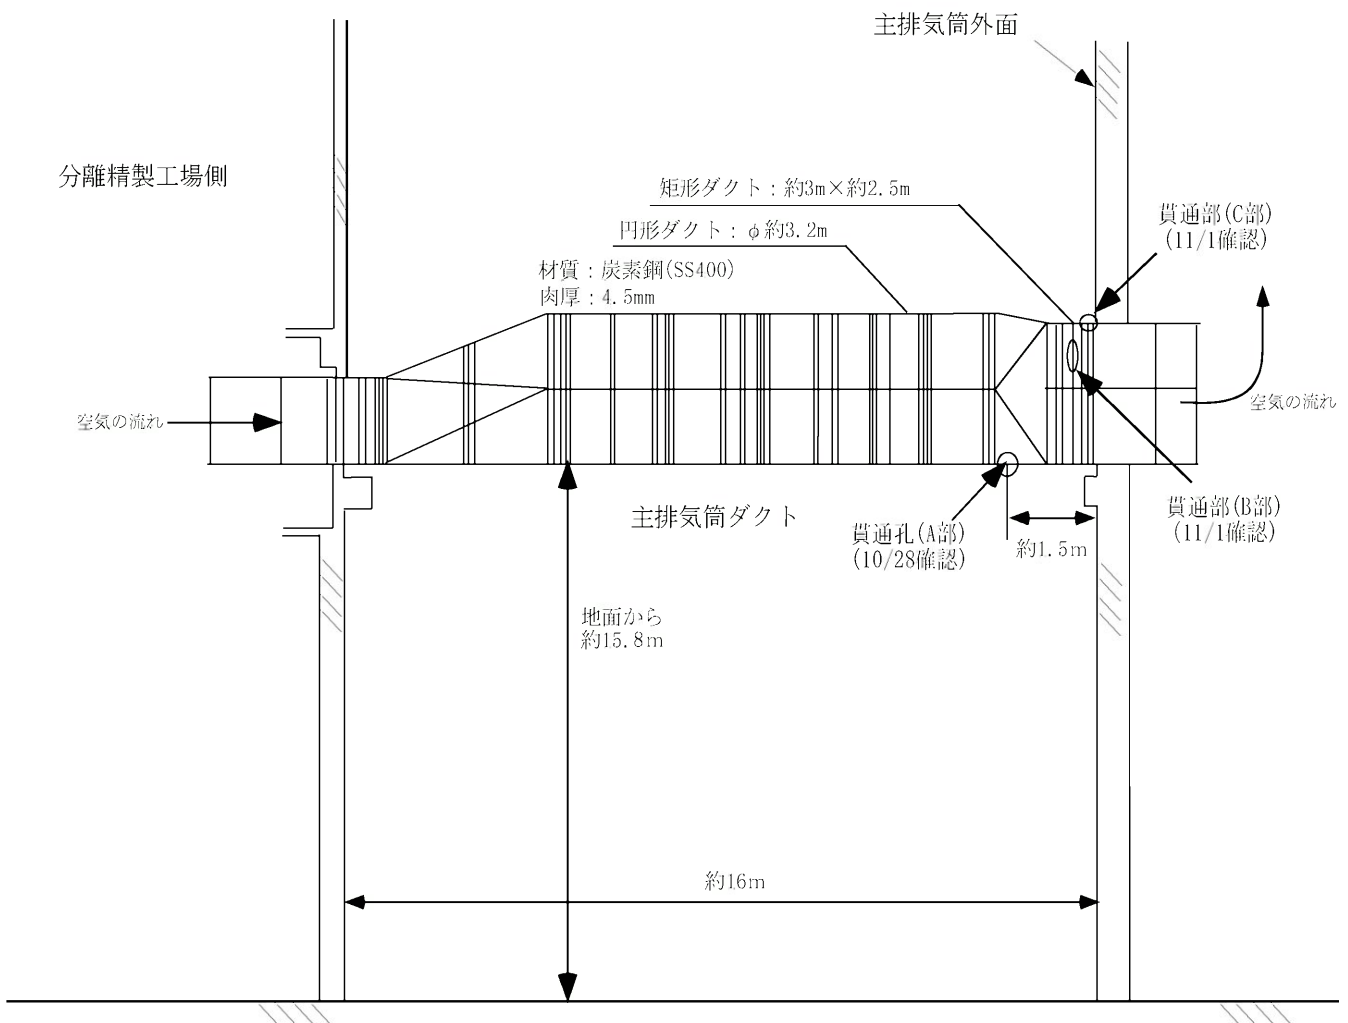 主排気筒外面
分離精製工場側
矩形ダクト：約3m×約2.5m
円形ダクト：φ約3.2m
材質：炭素鋼(SS400)
肉厚：4.5mm
貫通部(C部)
(11/1確認)
空気の流れ
空気の流れ
主排気筒ダクト
貫通孔(A部)
(10/28確認)
約1.5m
貫通部(B部)
(11/1確認)
地面から
約15.8m
約16m